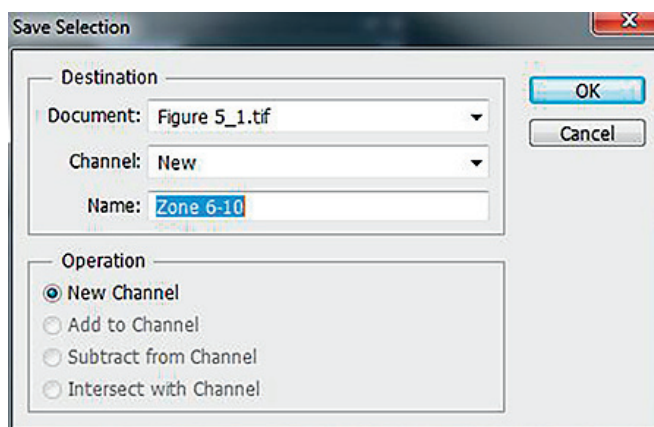 Save Selection
Destination
Document: Figure 5_1.tif
Channel: New
Name: Zone 6-10
OK
Cancel
Operation
New Channel
Add to Channel
Subtract from Channel
Intersect with Channel